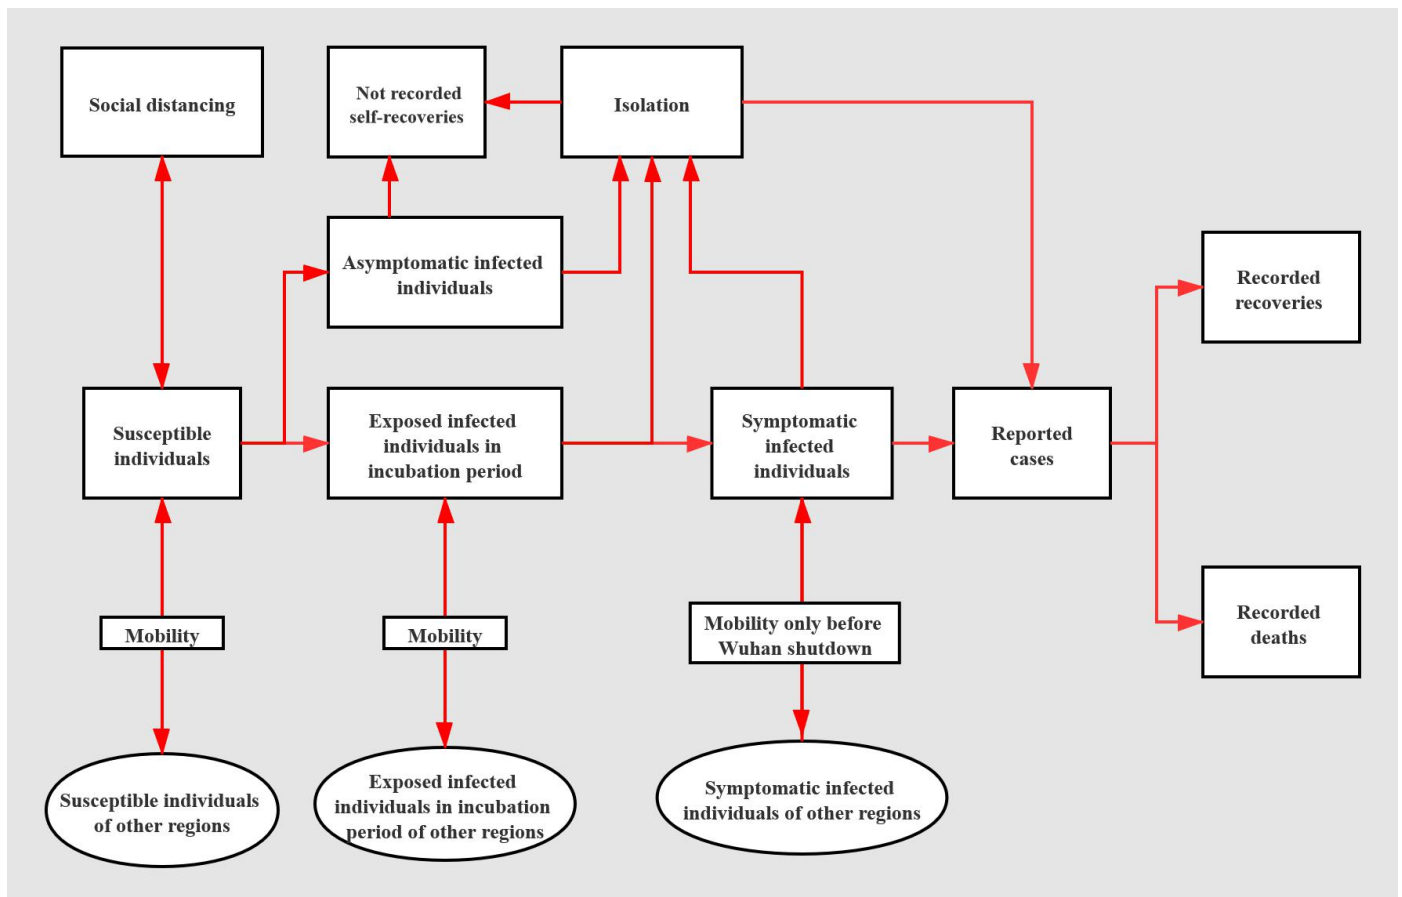 Social distancing
Not recorded
self-recoveries
Isolation
Asymptomatic infected
individuals
Recorded
recoveries
Susceptible
individuals
Exposed infected
individuals in
incubation period
Symptomatic
infected
individuals
Reported
cases
Recorded
deaths
Mobility
Mobility
Mobility only before
Wuhan shutdown
Susceptible individuals
of other regions
Exposed infected
individuals in incubation
period of other regions
Symptomatic infected
individuals of other regions